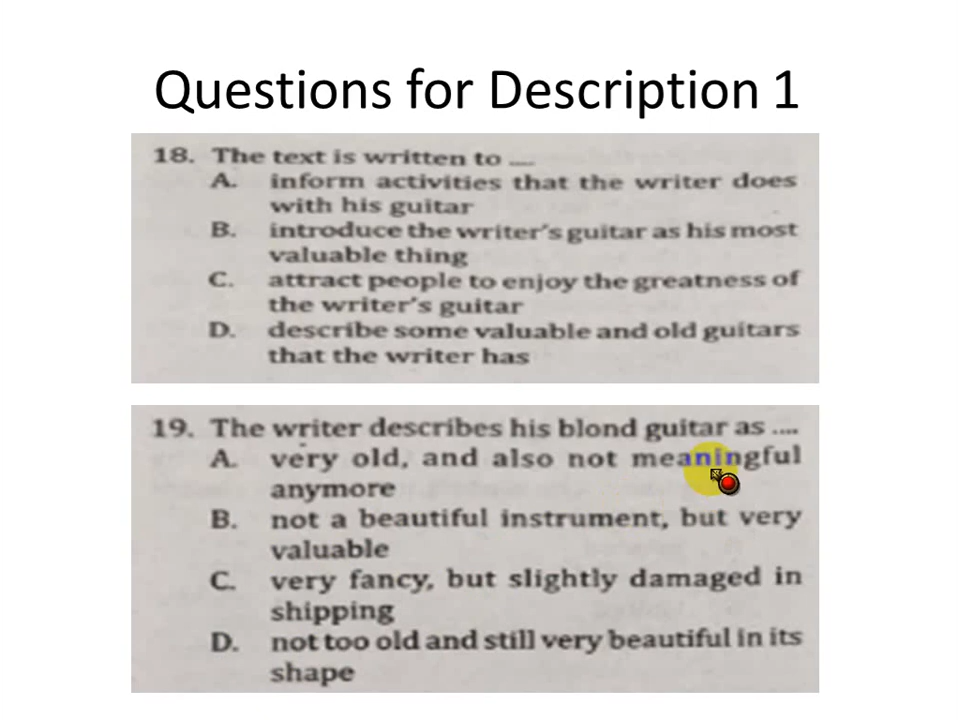 Questions for Description 1
18. The text is written to ....
A. inform activities that the writer does
with his guitar
B. introduce the writer's guitar as his most
valuable thing
C. attract people to enjoy the greatness of
the writer's guitar
D. describe some valuable and old guitars
that the writer has
19. The writer describes his blond guitar as ....
A. very old, and also not meaningful
anymore
B. not a beautiful instrument, but very
valuable
C. very fancy, but slightly damaged in
shipping
D. not too old and still very beautiful in its
shape